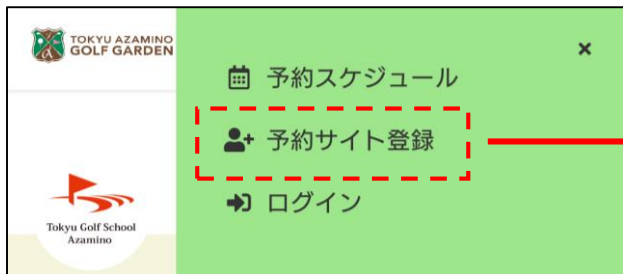 TOKYU AZAMINO
GOLF GARDEN
予約スケジュール
予約サイト登録
ログイン
Tokyu Golf School
Azamino